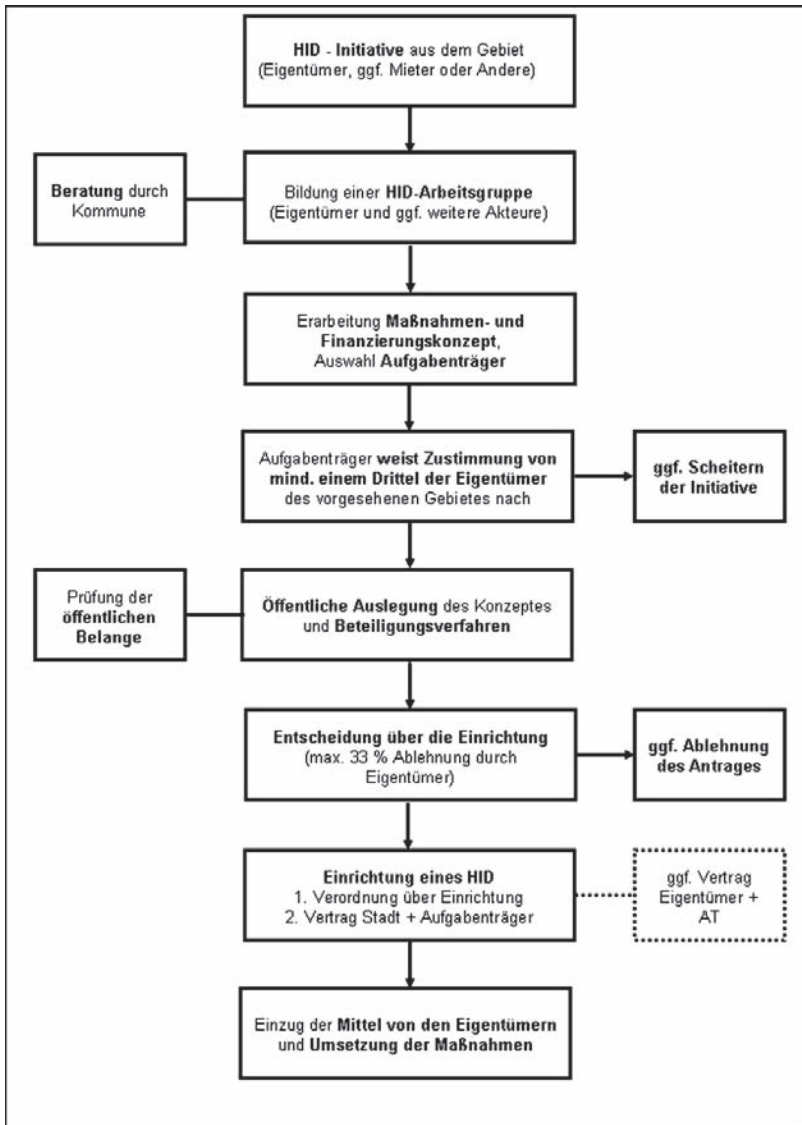 HID - Initiative aus dem Gebiet
(Eigentümer, ggf. Mieter oder Andere)
Beratung durch
Kommune
Bildung einer HID-Arbeitsgruppe
(Eigentümer und ggf. weitere Akteure)
Erarbeitung Maßnahmen- und
Finanzierungskonzept,
Auswahl Aufgabenträger
Aufgabenträger weist Zustimmung von
mind. einem Drittel der Eigentümer
des vorgesehenen Gebietes nach
ggf. Scheitern
der Initiative
Prüfung der
öffentlichen
Belange
Öffentliche Auslegung des Konzeptes
und Beteiligungsverfahren
Entscheidung über die Einrichtung
(max. 33 % Ablehnung durch
Eigentümer)
ggf. Ablehnung
des Antrages
Einrichtung eines HID
1. Verordnung über Einrichtung
2. Vertrag Stadt + Aufgabenträger
ggf. Vertrag
Eigentümer +
AT
Einzug der Mittel von den Eigentümern
und Umsetzung der Maßnahmen